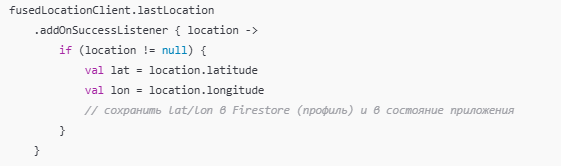 fusedLocationClient.lastLocation
    .addOnSuccessListener { location ->
        if (location != null) {
            val lat = location.latitude
            val lon = location.longitude
            // сохранить lat/lon в Firestore (профиль) и в состояние приложения
        }
    }